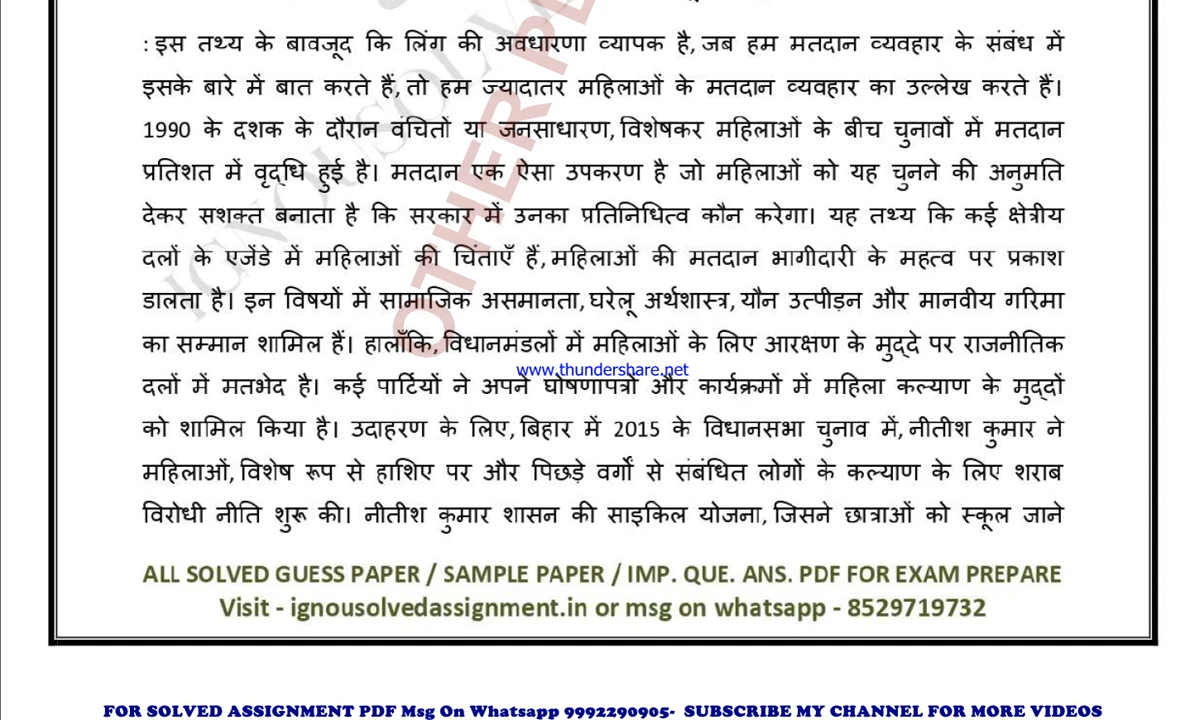 : इस तथ्य के बावजूद कि लिंग की अवधारणा व्यापक है, जब हम मतदान व्यवहार के संबंध में
इसके बारे में बात करते हैं, तो हम ज्यादातर महिलाओं के मतदान व्यवहार का उल्लेख करते हैं।
1990 के दशक के दौरान वंचितों या जनसाधारण, विशेषकर महिलाओं के बीच चुनावों में मतदान
प्रतिशत में वृद्धि हुई है। मतदान एक ऐसा उपकरण है जो महिलाओं को यह चुनने की अनुमति
देकर सशक्त बनाता है कि सरकार में उनका प्रतिनिधित्व कौन करेगा। यह तथ्य कि कई क्षेत्रीय
दलों के एजेंडे में महिलाओं की चिंताएँ हैं, महिलाओं की मतदान भागीदारी के महत्व पर प्रकाश
डालता है। इन विषयों में सामाजिक असमानता, घरेलू अर्थशास्त्र, यौन उत्पीड़न और मानवीय गरिमा
का सम्मान शामिल हैं। हालाँकि, विधानमंडलों में महिलाओं के लिए आरक्षण के मुद्दे पर राजनीतिक
www.thundershare.net
दलों में मतभेद है। कई पार्टियों ने अपने घोषणापत्रों और कार्यक्रमों में महिला कल्याण के मुद्दों
को शामिल किया है। उदाहरण के लिए, बिहार में 2015 के विधानसभा चुनाव में, नीतीश कुमार ने
महिलाओं, विशेष रूप से हाशिए पर और पिछड़े वर्गों से संबंधित लोगों के कल्याण के लिए शराब
विरोधी नीति शुरू की। नीतीश कुमार शासन की साइकिल योजना, जिसने छात्राओं को स्कूल जाने
OTHER
ALL SOLVED GUESS PAPER / SAMPLE PAPER / IMP. QUE. ANS. PDF FOR EXAM PREPARE
Visit - ignousolvedassignment.in or msg on whatsapp - 8529719732
FOR SOLVED ASSIGNMENT PDF Msg On Whatsapp 9992290905- SUBSCRIBE MY CHANNEL FOR MORE VIDEOS